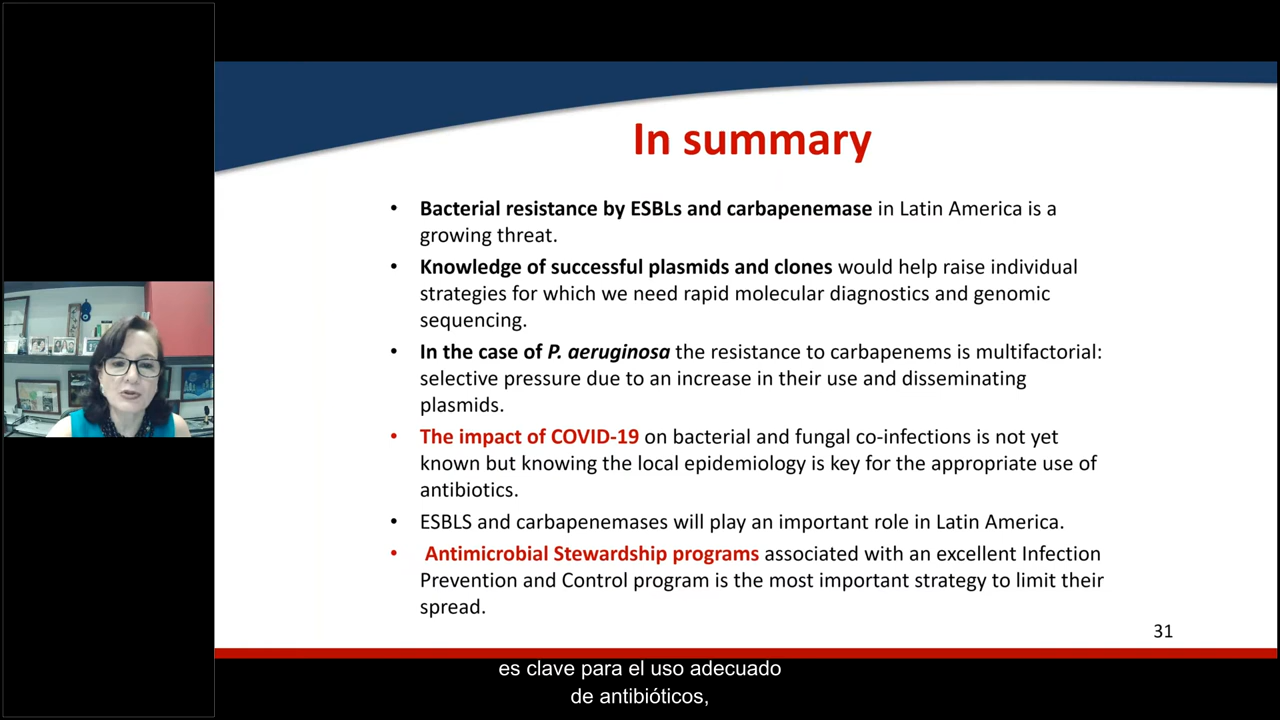 In summary
• Bacterial resistance by ESBLs and carbapenemase in Latin America is a
growing threat.
• Knowledge of successful plasmids and clones would help raise individual
strategies for which we need rapid molecular diagnostics and genomic
sequencing.
• In the case of P. aeruginosa the resistance to carbapenems is multifactorial:
selective pressure due to an increase in their use and disseminating
plasmids.
• The impact of COVID-19 on bacterial and fungal co-infections is not yet
known but knowing the local epidemiology is key for the appropriate use of
antibiotics.
• ESBLS and carbapenemases will play an important role in Latin America.
• Antimicrobial Stewardship programs associated with an excellent Infection
Prevention and Control program is the most important strategy to limit their
spread.
31
es clave para el uso adecuado
de antibióticos,